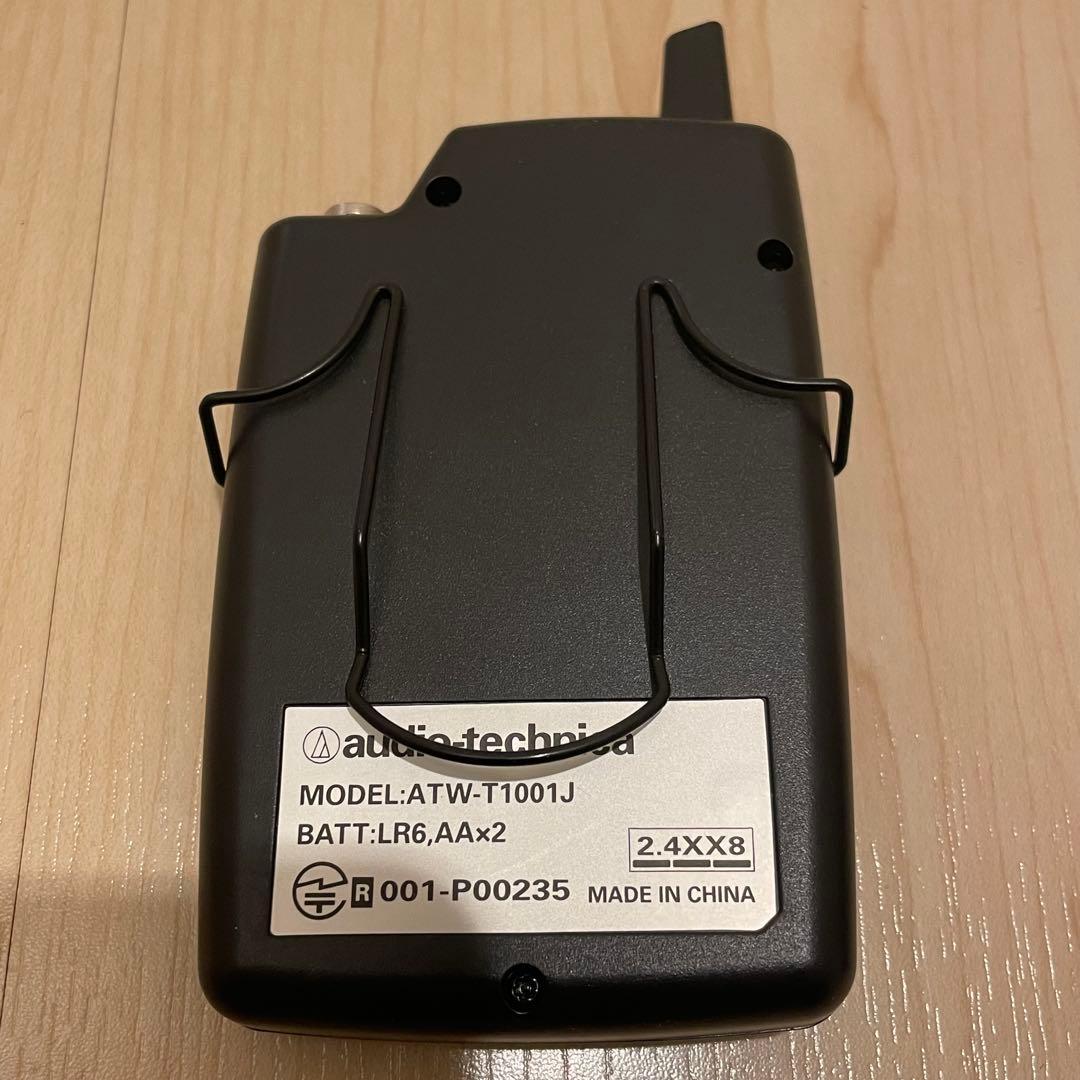 audio-technica
MODEL:ATW-T1001J
BATT:LR6,AA×2
2.4XX8
R 001-P00235 MADE IN CHINA